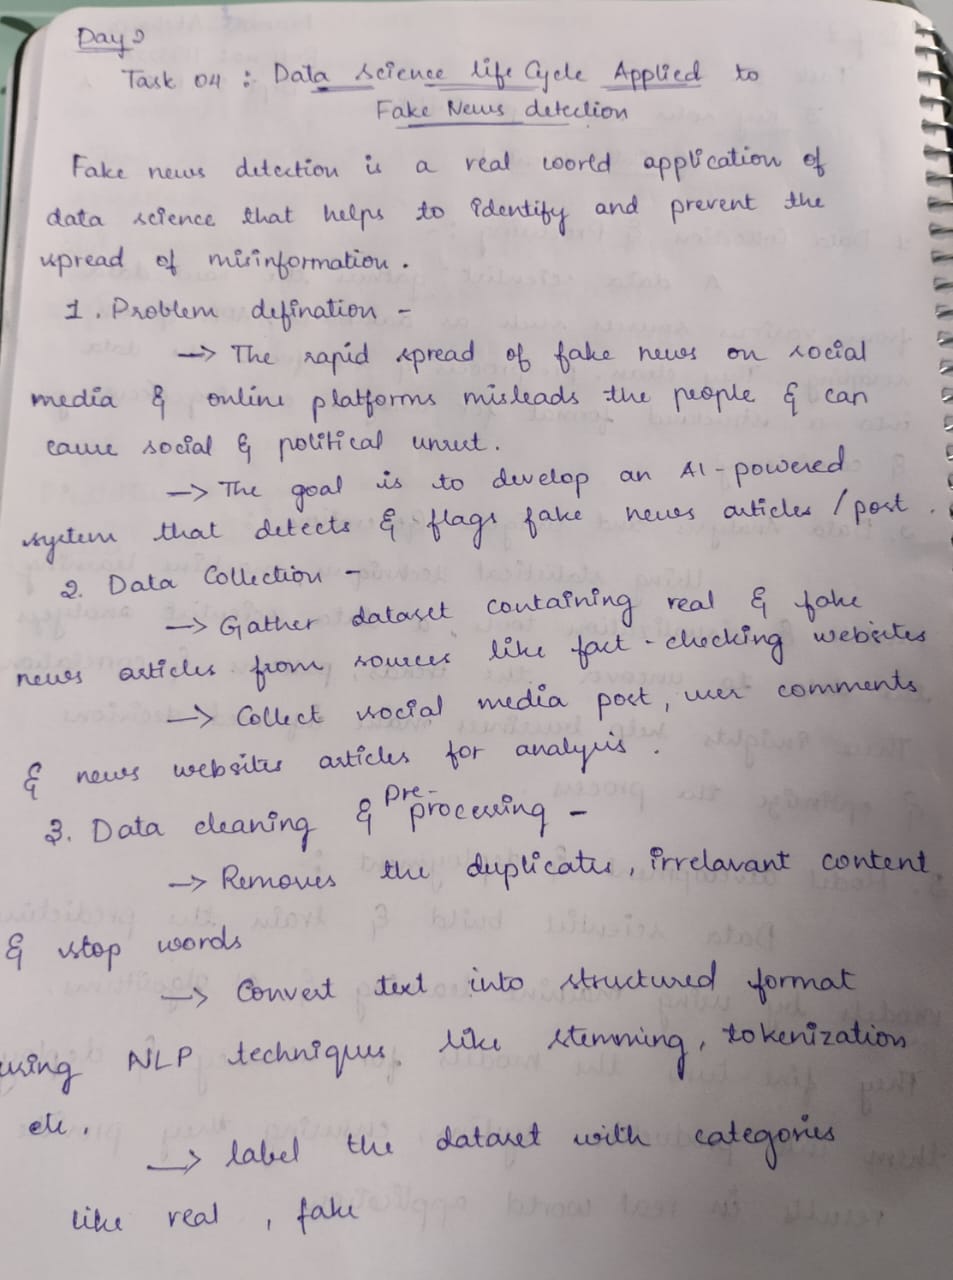 Day 2
Task 04 : Data science life Cycle Applied to
Fake News detection
Fake news detection is a real world application of
data science that helps to identify and prevent the
spread of misinformation.
1. Problem defination -
→ The rapid spread of fake news on social
media & online platforms misleads the people & can
cause social & political unrest.
→ The goal is to develop an AI-powered
system that detects & flags fake news articles / post.
2. Data Collection -
→ Gather dataset containing real & fake
news articles from sources like fact-checking websites
→ Collect social media post, user comments
& news websites articles for analysis.
3. Data cleaning & Pre-processing -
→ Removes the duplicates, irrelavant content
& stop words
→ Convert text into structured format
using NLP techniques like stemming, tokenization
etc.
→ label the dataset with categories
like real, fake